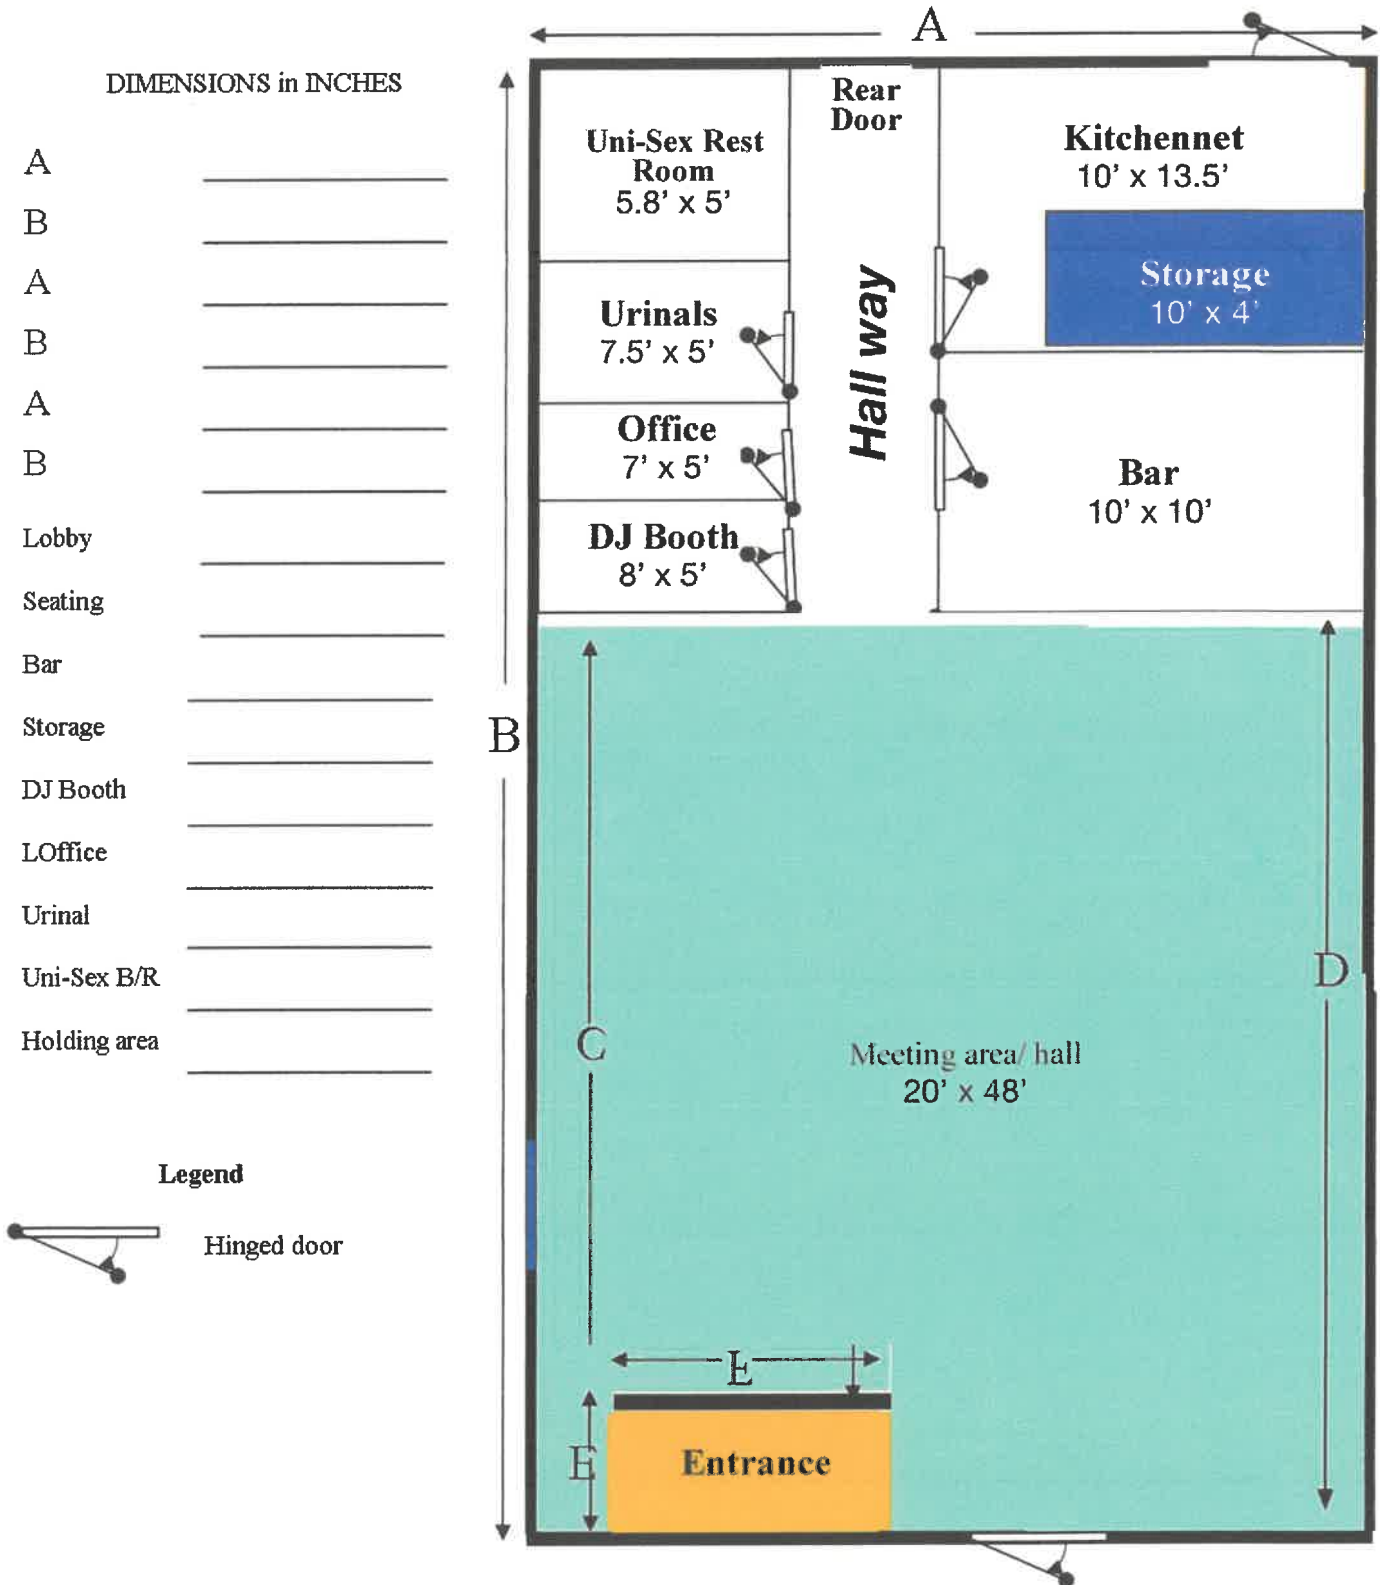 DIMENSIONS in INCHES
A
B
A
B
A
B
Lobby
Seating
Bar
Storage
DJ Booth
LOffice
Urinal
Uni-Sex B/R
Holding area
Legend
Hinged door
A
B
Uni-Sex Rest
Room
5.8' x 5'
Rear
Door
Kitchennet
10' x 13.5'
Storage
10' x 4'
Urinals
7.5' x 5'
Hall way
Office
7' x 5'
Bar
10' x 10'
DJ Booth
8' x 5'
C
D
Meeting area/ hall
20' x 48'
E
E
Entrance